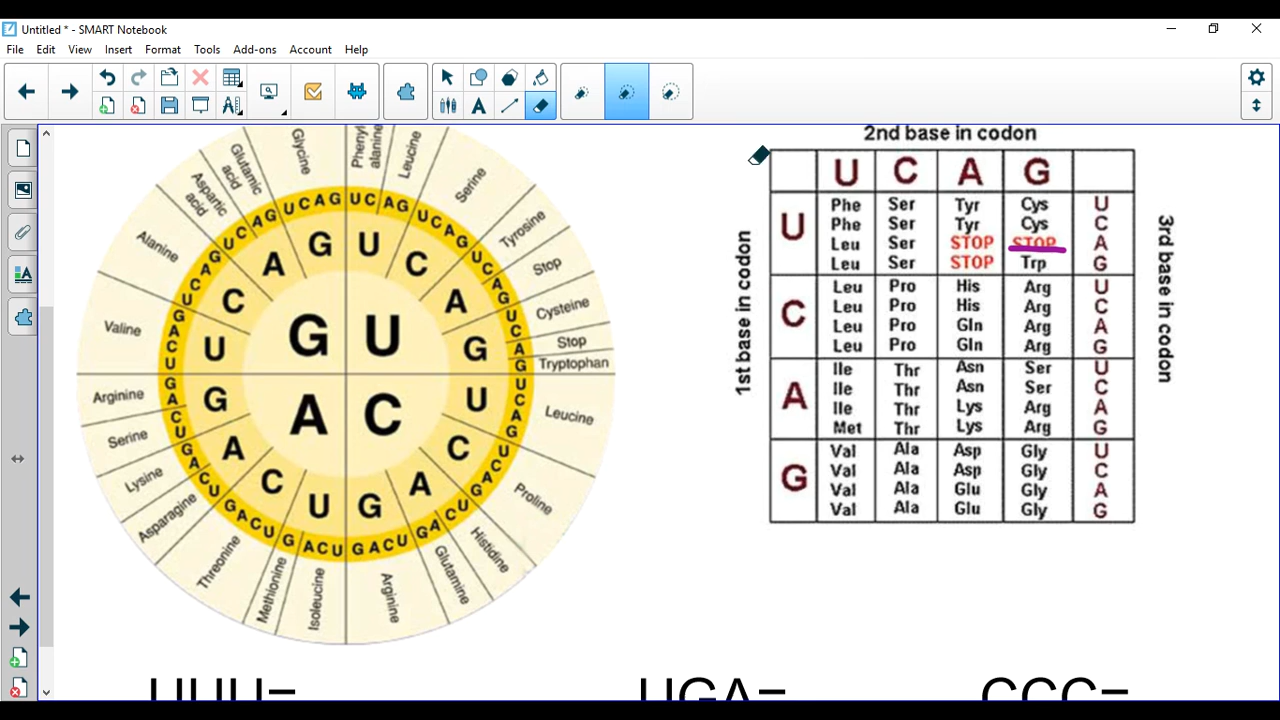 Untitled * - SMART Notebook
File Edit View Insert Format Tools Add-ons Account Help
Glycine
Phenyl
alanine
Leucine
Serine
Tyrosine
Stop
Cysteine
Stop
Tryptophan
Leucine
Proline
Histidine
Glutamine
Arginine
Isoleucine
Methionine
Threonine
Asparagine
Lysine
Serine
Arginine
Valine
Alanine
Aspartic
acid
Glutamic
acid
U C A G U C A G U C A G U C A G
U C A G U C A G U C A G U C A G
U C A G U C A G U C A G U C A G
U C A G U C A G U C A G U C A G
U C A G
U C A G
U C A G
U C A G
G U
A C
2nd base in codon
1st base in codon
3rd base in codon
U C A G
U
Phe Ser Tyr Cys U
Phe Ser Tyr Cys C
Leu Ser STOP STOP A
Leu Ser STOP Trp G
C
Leu Pro His Arg U
Leu Pro His Arg C
Leu Pro Gln Arg A
Leu Pro Gln Arg G
A
Ile Thr Asn Ser U
Ile Thr Asn Ser C
Ile Thr Lys Arg A
Met Thr Lys Arg G
G
Val Ala Asp Gly U
Val Ala Asp Gly C
Val Ala Glu Gly A
Val Ala Glu Gly G
UUU= UGA= CCC=